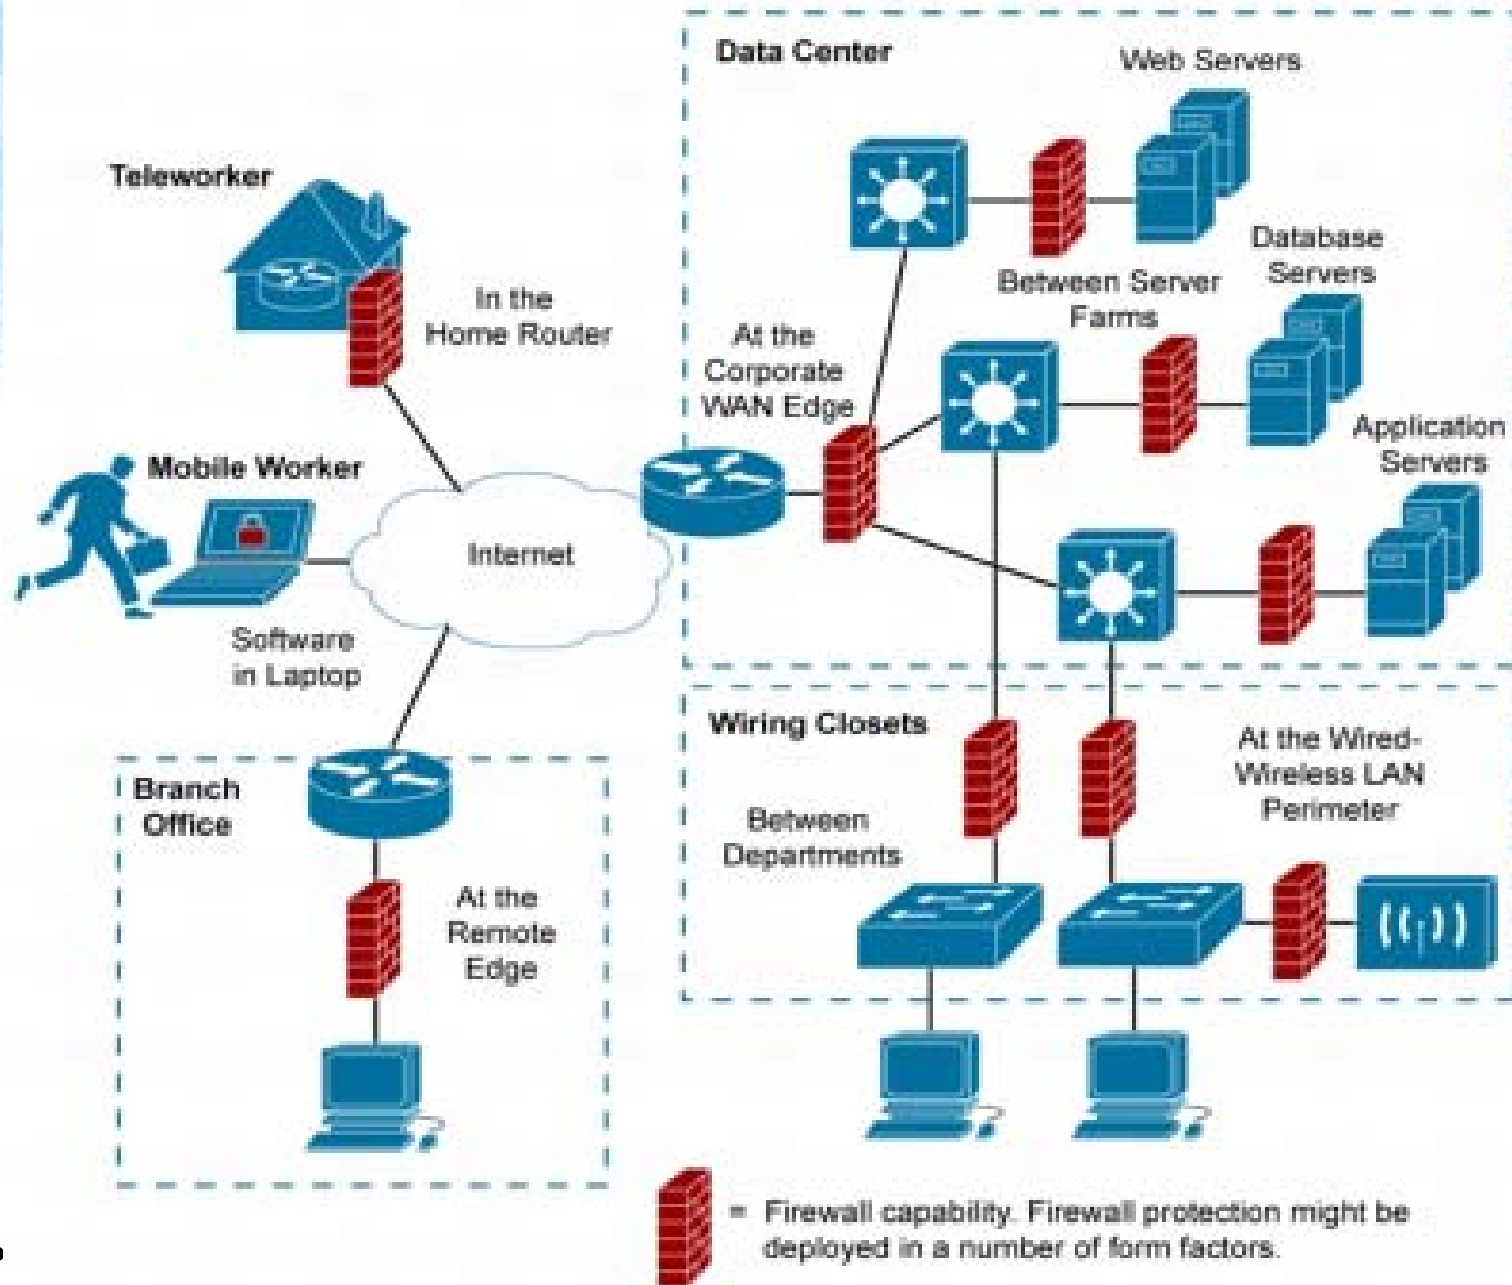 Data Center
Web Servers
Teleworker
In the
Home Router
Database
Servers
Between Server
Farms
At the
Corporate
WAN Edge
Application
Servers
Mobile Worker
Internet
Software
in Laptop
Wiring Closets
At the Wired-
Wireless LAN
Perimeter
Between
Departments
Branch
Office
At the
Remote
Edge
= Firewall capability. Firewall protection might be
deployed in a number of form factors.